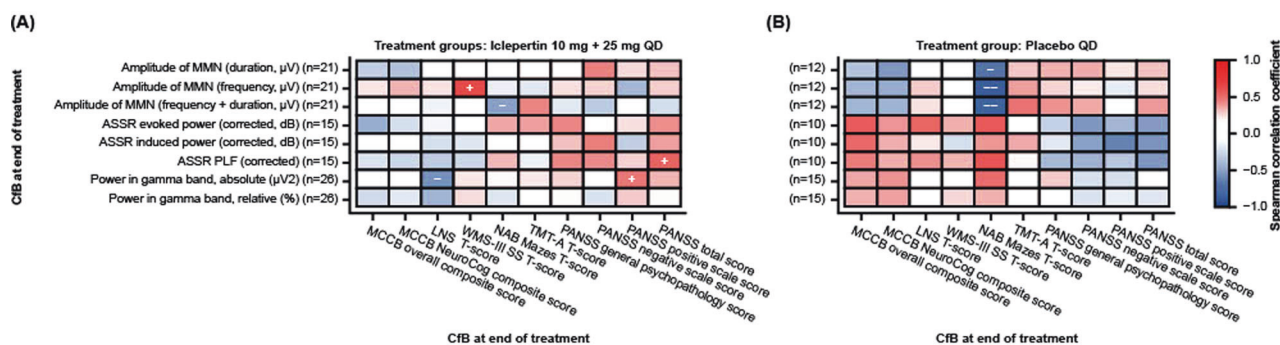 (A)
Treatment groups: Iclepertin 10 mg + 25 mg QD
CfB at end of treatment
Amplitude of MMN (duration, µV) (n=21)
Amplitude of MMN (frequency, µV) (n=21)
Amplitude of MMN (frequency + duration, µV) (n=21)
ASSR evoked power (corrected, dB) (n=15)
ASSR induced power (corrected, dB) (n=15)
ASSR PLF (corrected) (n=15)
Power in gamma band, absolute (µV2) (n=26)
Power in gamma band, relative (%) (n=26)
+
−
+
−
+
MCCB overall composite score
MCCB NeuroCog composite score
LNS T-score
WMS-III SS T-score
NAB Mazes T-score
TMT-A T-score
PANSS general psychopathology score
PANSS negative scale score
PANSS positive scale score
PANSS total score
CfB at end of treatment
(B)
Treatment group: Placebo QD
(n=12)
(n=12)
(n=12)
(n=10)
(n=10)
(n=10)
(n=15)
(n=15)
−
−−
−−
MCCB overall composite score
MCCB NeuroCog composite score
LNS T-score
WMS-III SS T-score
NAB Mazes T-score
TMT-A T-score
PANSS general psychopathology score
PANSS negative scale score
PANSS positive scale score
PANSS total score
CfB at end of treatment
1.0
0.5
0.0
−0.5
−1.0
Spearman correlation coefficient